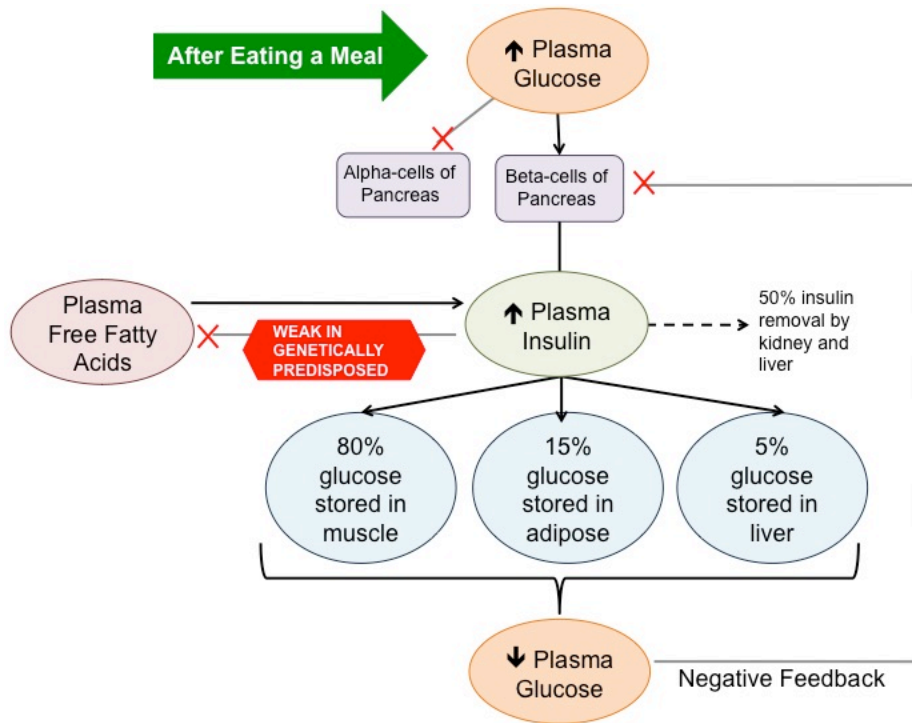 After Eating a Meal
↑ Plasma
Glucose
Alpha-cells of
Pancreas
Beta-cells of
Pancreas
Plasma
Free Fatty
Acids
WEAK IN
GENETICALLY
PREDISPOSED
↑ Plasma
Insulin
50% insulin
removal by
kidney and
liver
80%
glucose
stored in
muscle
15%
glucose
stored in
adipose
5%
glucose
stored in
liver
↓ Plasma
Glucose
Negative Feedback